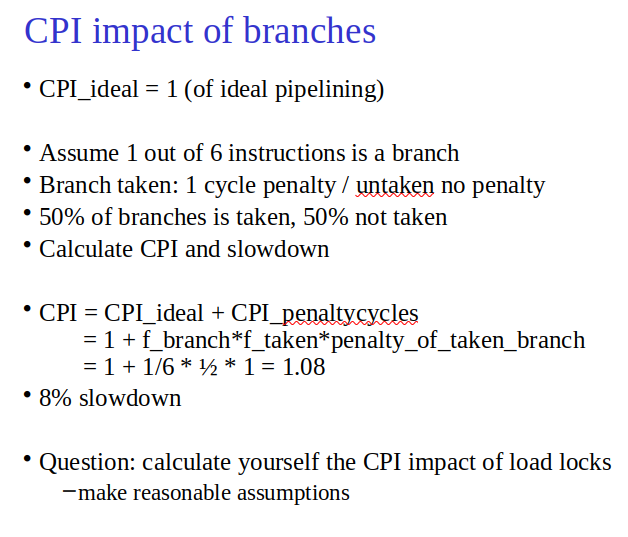 CPI impact of branches
• CPI_ideal = 1 (of ideal pipelining)
• Assume 1 out of 6 instructions is a branch
• Branch taken: 1 cycle penalty / untaken no penalty
• 50% of branches is taken, 50% not taken
• Calculate CPI and slowdown
• CPI = CPI_ideal + CPI_penaltycycles
= 1 + f_branch*f_taken*penalty_of_taken_branch
= 1 + 1/6 * ½ * 1 = 1.08
• 8% slowdown
• Question: calculate yourself the CPI impact of load locks
–make reasonable assumptions